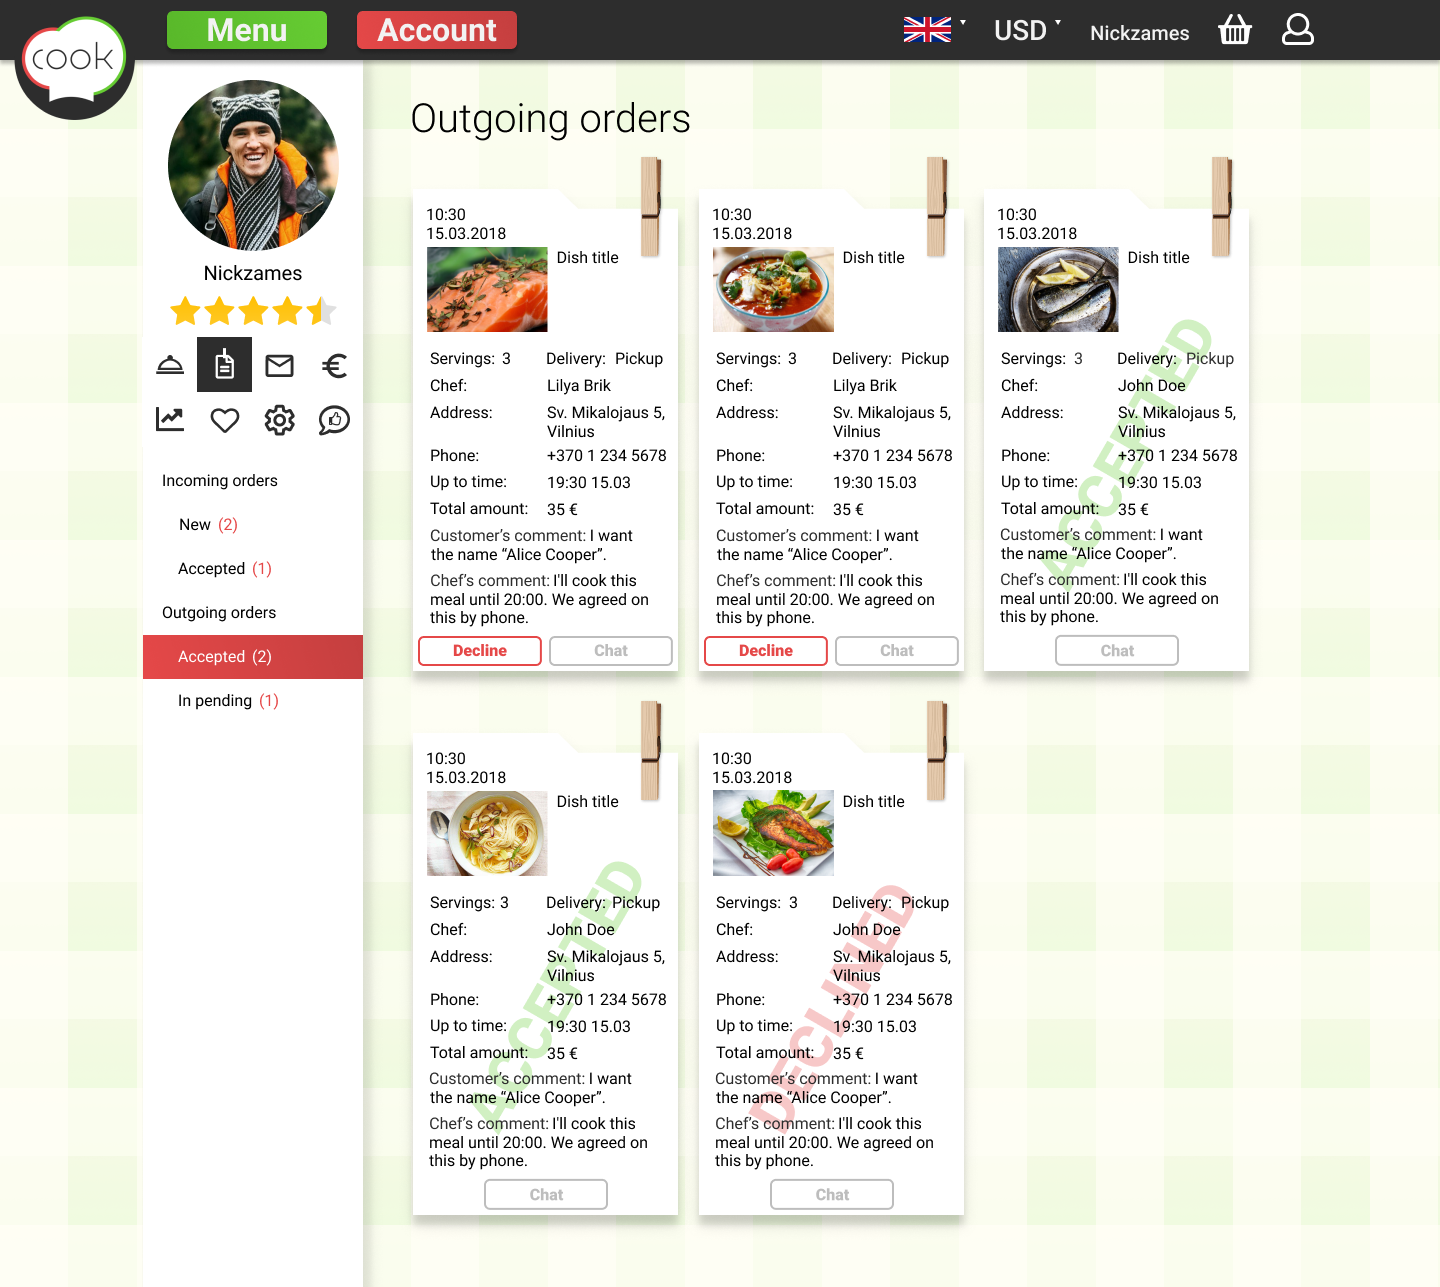 cook
Menu
Account
USD
Nickzames
Nickzames
Incoming orders
New (2)
Accepted (1)
Outgoing orders
Accepted (2)
In pending (1)
Outgoing orders
10:30
15.03.2018
Dish title
Servings: 3 Delivery: Pickup
Chef: Lilya Brik
Address: Sv. Mikalojaus 5,
Vilnius
Phone: +370 1 234 5678
Up to time: 19:30 15.03
Total amount: 35 €
Customer’s comment: I want
the name “Alice Cooper”.
Chef’s comment: I'll cook this
meal until 20:00. We agreed on
this by phone.
Decline Chat
10:30
15.03.2018
Dish title
Servings: 3 Delivery: Pickup
Chef: Lilya Brik
Address: Sv. Mikalojaus 5,
Vilnius
Phone: +370 1 234 5678
Up to time: 19:30 15.03
Total amount: 35 €
Customer’s comment: I want
the name “Alice Cooper”.
Chef’s comment: I'll cook this
meal until 20:00. We agreed on
this by phone.
Decline Chat
10:30
15.03.2018
Dish title
Servings: 3 Delivery: Pickup
Chef: John Doe
Address: Sv. Mikalojaus 5,
Vilnius
Phone: +370 1 234 5678
Up to time: 19:30 15.03
Total amount: 35 €
Customer’s comment: I want
the name “Alice Cooper”.
Chef’s comment: I'll cook this
meal until 20:00. We agreed on
this by phone.
ACCEPTED
Chat
10:30
15.03.2018
Dish title
Servings: 3 Delivery: Pickup
Chef: John Doe
Address: Sv. Mikalojaus 5,
Vilnius
Phone: +370 1 234 5678
Up to time: 19:30 15.03
Total amount: 35 €
Customer’s comment: I want
the name “Alice Cooper”.
Chef’s comment: I'll cook this
meal until 20:00. We agreed on
this by phone.
ACCEPTED
Chat
10:30
15.03.2018
Dish title
Servings: 3 Delivery: Pickup
Chef: John Doe
Address: Sv. Mikalojaus 5,
Vilnius
Phone: +370 1 234 5678
Up to time: 19:30 15.03
Total amount: 35 €
Customer’s comment: I want
the name “Alice Cooper”.
Chef’s comment: I'll cook this
meal until 20:00. We agreed on
this by phone.
DECLINED
Chat